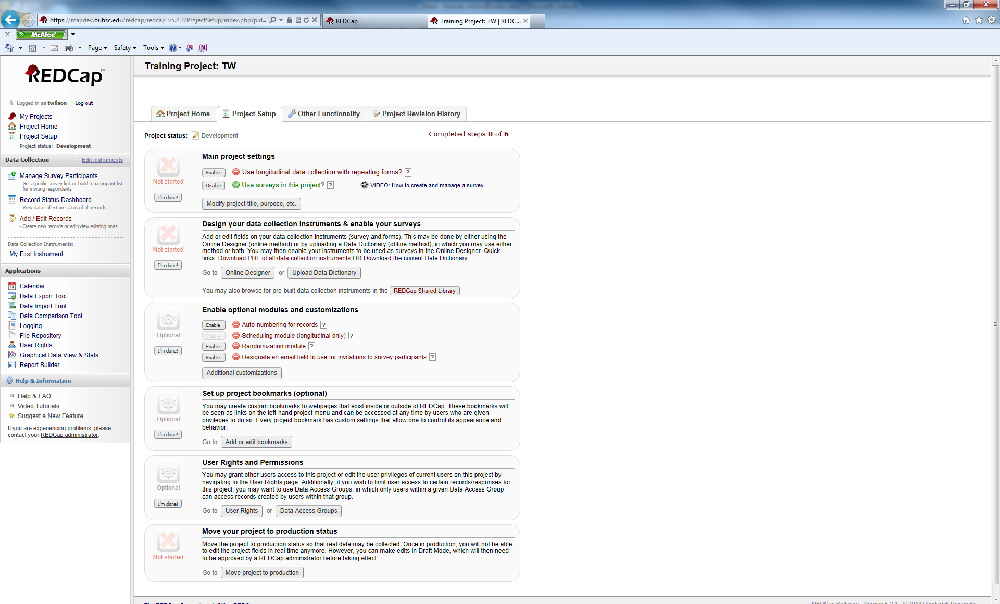 https://rcapdev.ouhsc.edu/redcap/redcap_v5.2.3/ProjectSetup/index.php?pid=
REDCap
Training Project: TW | REDC...
McAfee
Page
Safety
Tools
REDCap™
Logged in as twilson | Log out
My Projects
Project Home
Project Setup
Project status: Development
Data Collection
Edit instruments
Manage Survey Participants
- Get a public survey link or build a participant list
for inviting respondents
Record Status Dashboard
- View data collection status of all records
Add / Edit Records
- Create new records or edit/view existing ones
Data Collection Instruments:
My First Instrument
Applications
31
Calendar
Data Export Tool
Data Import Tool
Data Comparison Tool
Logging
File Repository
User Rights
Graphical Data View & Stats
Report Builder
Help & Information
Help & FAQ
Video Tutorials
Suggest a New Feature
If you are experiencing problems, please
contact your REDCap administrator.
Training Project: TW
Project Home
Project Setup
Other Functionality
Project Revision History
Project status: Development
Completed steps 0 of 6
Not started
I'm done!
Main project settings
Enable Use longitudinal data collection with repeating forms? ?
Disable Use surveys in this project? ? VIDEO: How to create and manage a survey
Modify project title, purpose, etc.
Not started
I'm done!
Design your data collection instruments & enable your surveys
Add or edit fields on your data collection instruments (survey and forms). This may be done by either using the
Online Designer (online method) or by uploading a Data Dictionary (offline method), in which you may use either
method or both. You may then enable your instruments to be used as surveys in the Online Designer. Quick
links: Download PDF of all data collection instruments OR Download the current Data Dictionary
Go to Online Designer or Upload Data Dictionary
You may also browse for pre-built data collection instruments in the REDCap Shared Library
Optional
I'm done!
Enable optional modules and customizations
Enable Auto-numbering for records ?
Enable Scheduling module (longitudinal only) ?
Enable Randomization module ?
Enable Designate an email field to use for invitations to survey participants ?
Additional customizations
Optional
I'm done!
Set up project bookmarks (optional)
You may create custom bookmarks to webpages that exist inside or outside of REDCap. These bookmarks will
be seen as links on the left-hand project menu and can be accessed at any time by users who are given
privileges to do so. Every project bookmark has custom settings that allow one to control its appearance and
behavior.
Go to Add or edit bookmarks
Optional
I'm done!
User Rights and Permissions
You may grant other users access to this project or edit the user privileges of current users on this project by
navigating to the User Rights page. Additionally, if you wish to limit user access to certain records/responses for
this project, you may want to use Data Access Groups, in which only users within a given Data Access Group
can access records created by users within that group.
Go to User Rights or Data Access Groups
Not started
Move your project to production status
Move the project to production status so that real data may be collected. Once in production, you will not be able
to edit the project fields in real time anymore. However, you can make edits in Draft Mode, which will then need
to be approved by a REDCap administrator before taking effect.
Go to Move project to production
REDCap Software - Version 5.2.3 - © 2013 Vanderbilt University